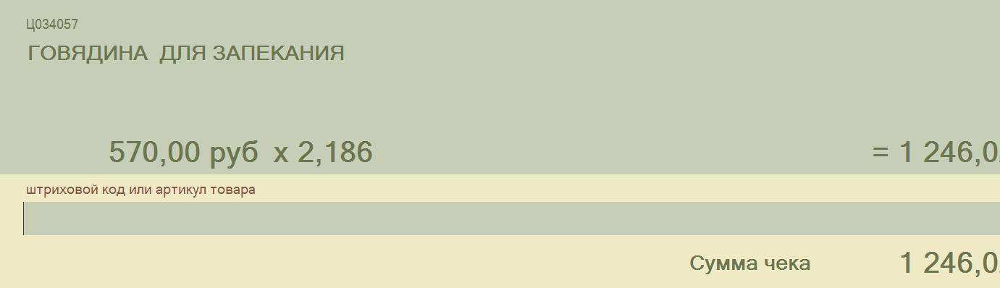 Ц034057
ГОВЯДИНА ДЛЯ ЗАПЕКАНИЯ
570,00 руб х 2,186 = 1 246,0
штриховой код или артикул товара
Сумма чека 1 246,0